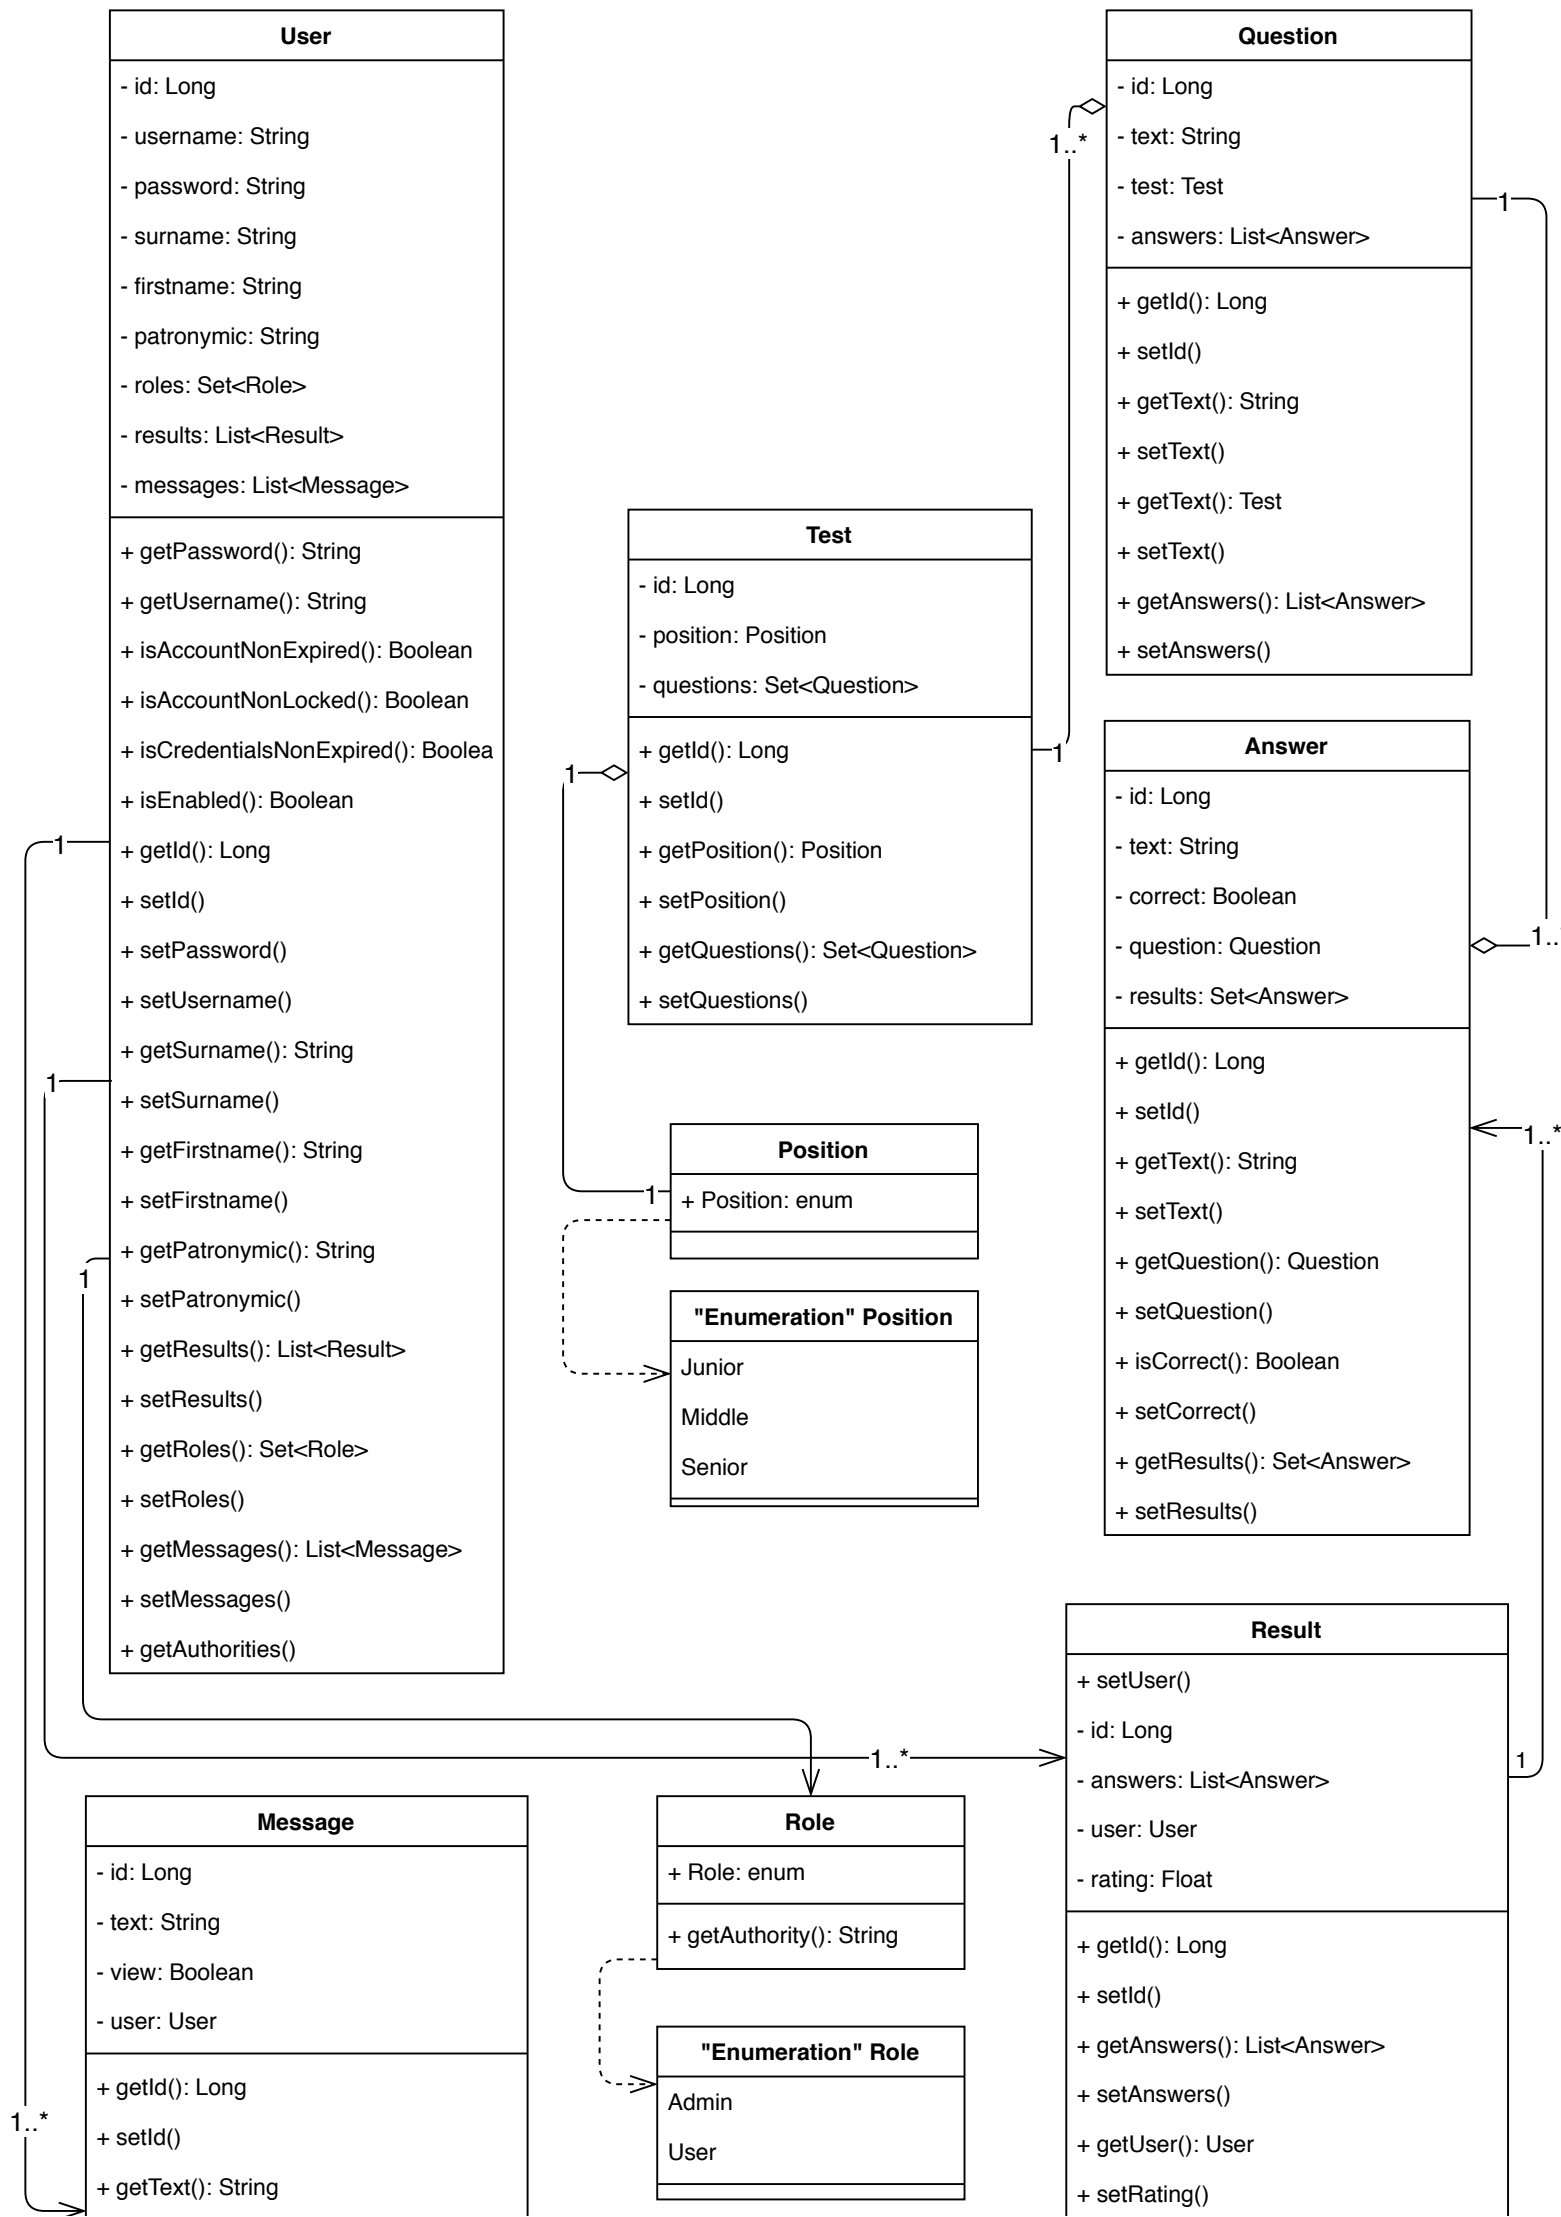 User
- id: Long
- username: String
- password: String
- surname: String
- firstname: String
- patronymic: String
- roles: Set<Role>
- results: List<Result>
- messages: List<Message>
+ getPassword(): String
+ getUsername(): String
+ isAccountNonExpired(): Boolean
+ isAccountNonLocked(): Boolean
+ isCredentialsNonExpired(): Boolea
+ isEnabled(): Boolean
+ getId(): Long
+ setId()
+ setPassword()
+ setUsername()
+ getSurname(): String
+ setSurname()
+ getFirstname(): String
+ setFirstname()
+ getPatronymic(): String
+ setPatronymic()
+ getResults(): List<Result>
+ setResults()
+ getRoles(): Set<Role>
+ setRoles()
+ getMessages(): List<Message>
+ setMessages()
+ getAuthorities()
1
1
1
Test
- id: Long
- position: Position
- questions: Set<Question>
+ getId(): Long
+ setId()
+ getPosition(): Position
+ setPosition()
+ getQuestions(): Set<Question>
+ setQuestions()
1
1
1..*
Position
+ Position: enum
1
"Enumeration" Position
Junior
Middle
Senior
Question
- id: Long
- text: String
- test: Test
- answers: List<Answer>
+ getId(): Long
+ setId()
+ getText(): String
+ setText()
+ getText(): Test
+ setText()
+ getAnswers(): List<Answer>
+ setAnswers()
1
Answer
- id: Long
- text: String
- correct: Boolean
- question: Question
- results: Set<Answer>
+ getId(): Long
+ setId()
+ getText(): String
+ setText()
+ getQuestion(): Question
+ setQuestion()
+ isCorrect(): Boolean
+ setCorrect()
+ getResults(): Set<Answer>
+ setResults()
1..
1..*
Message
- id: Long
- text: String
- view: Boolean
- user: User
+ getId(): Long
+ setId()
+ getText(): String
1..*
Role
+ Role: enum
+ getAuthority(): String
"Enumeration" Role
Admin
User
1..*
Result
+ setUser()
- id: Long
- answers: List<Answer>
- user: User
- rating: Float
+ getId(): Long
+ setId()
+ getAnswers(): List<Answer>
+ setAnswers()
+ getUser(): User
+ setRating()
1